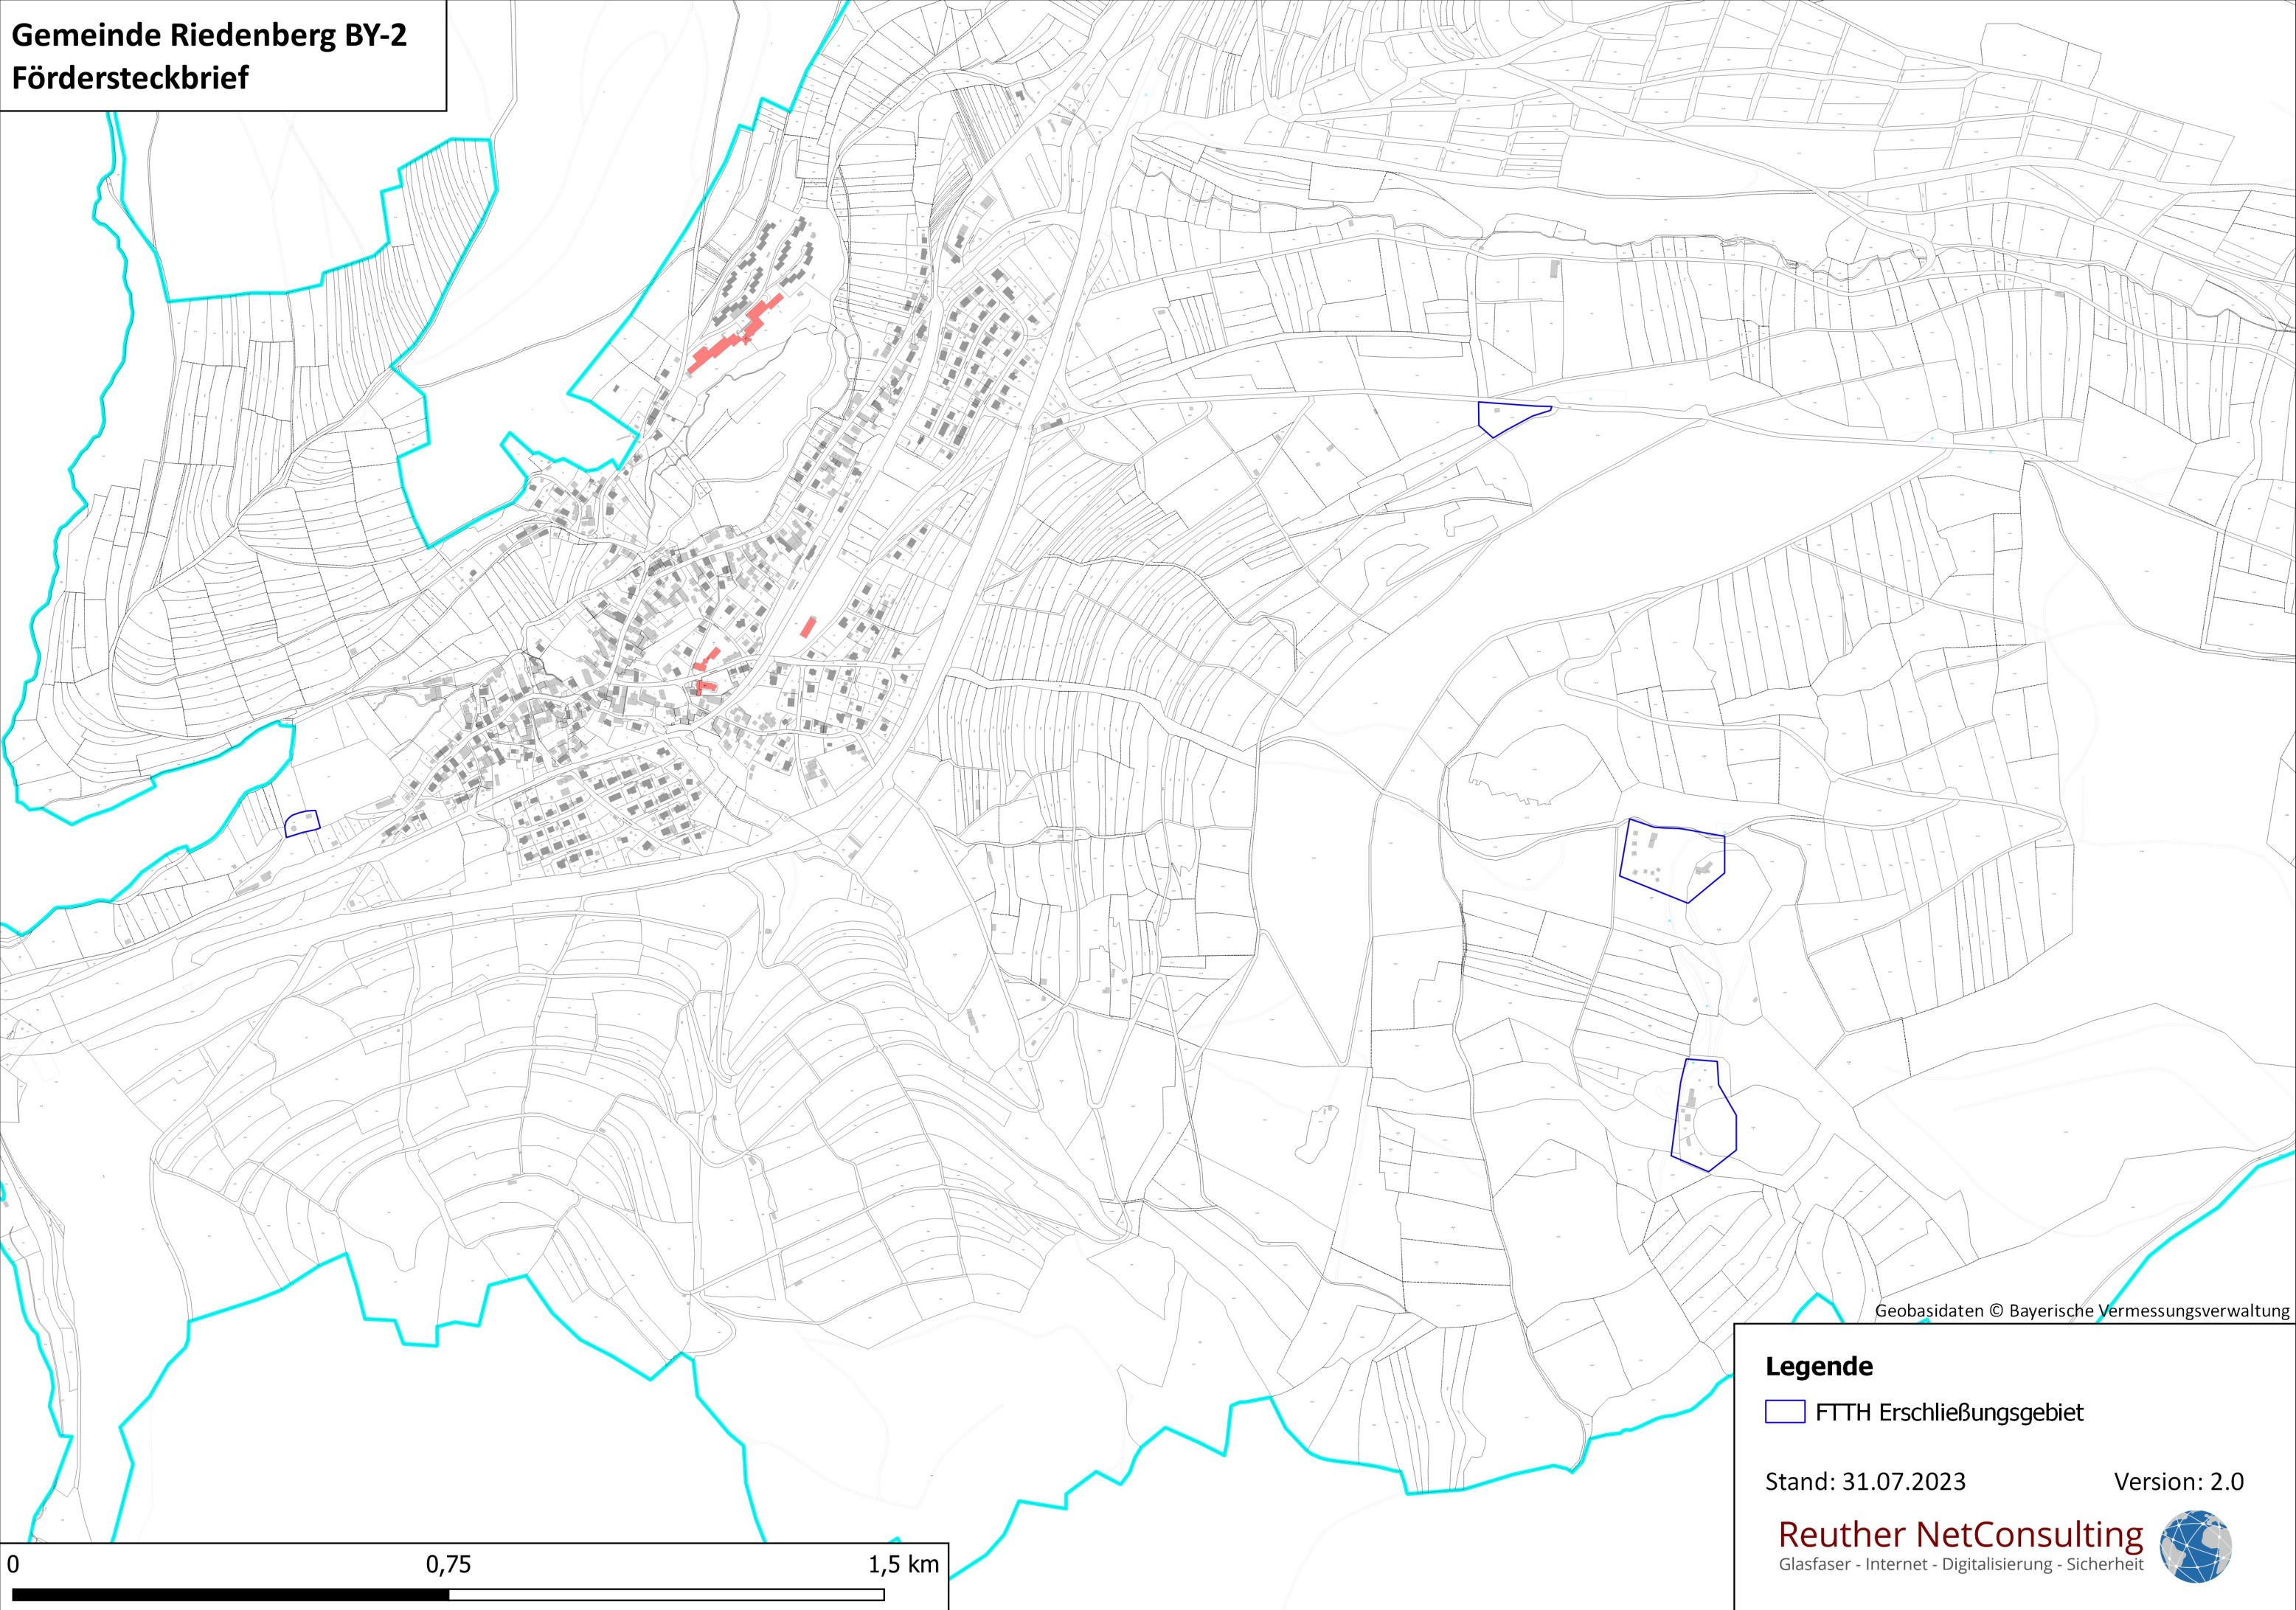 Gemeinde Riedenberg BY-2
Fördersteckbrief
Geobasidaten © Bayerische Vermessungsverwaltung
Legende
FTTH Erschließungsgebiet
Stand: 31.07.2023 Version: 2.0
Reuther NetConsulting
Glasfaser - Internet - Digitalisierung - Sicherheit
0 0,75 1,5 km